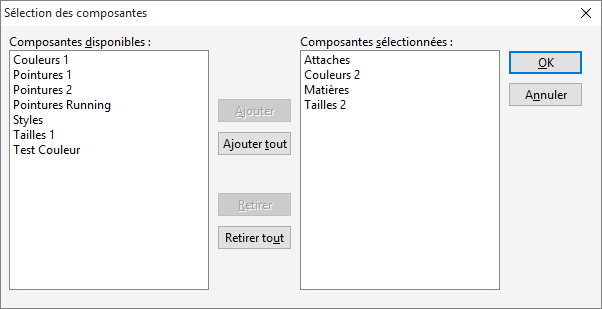 Sélection des composantes
Composantes disponibles :
Couleurs 1
Pointures 1
Pointures 2
Pointures Running
Styles
Tailles 1
Test Couleur
Ajouter
Ajouter tout
Retirer
Retirer tout
Composantes sélectionnées :
Attaches
Couleurs 2
Matières
Tailles 2
OK
Annuler